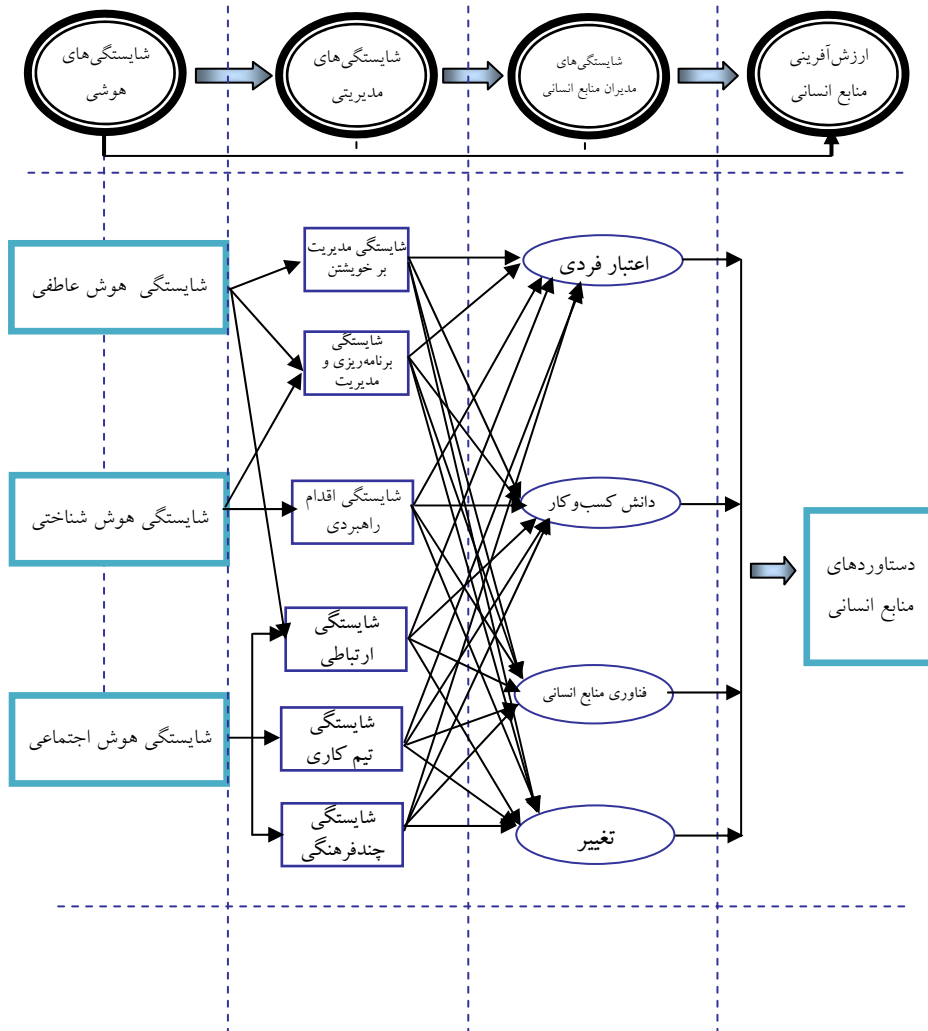 شایستگی‌های
هوشی
شایستگی‌های
مدیریتی
شایستگی‌های
مدیران منابع انسانی
ارزش‌آفرینی
منابع انسانی
شایستگی هوش عاطفی
شایستگی هوش شناختی
شایستگی هوش اجتماعی
شایستگی مدیریت
بر خویشتن
شایستگی
برنامه‌ریزی و
مدیریت
شایستگی اقدام
راهبردی
شایستگی
ارتباطی
شایستگی
تیم کاری
شایستگی
چندفرهنگی
اعتبار فردی
دانش کسب‌و‌کار
فناوری منابع انسانی
تغییر
دستاوردهای
منابع انسانی